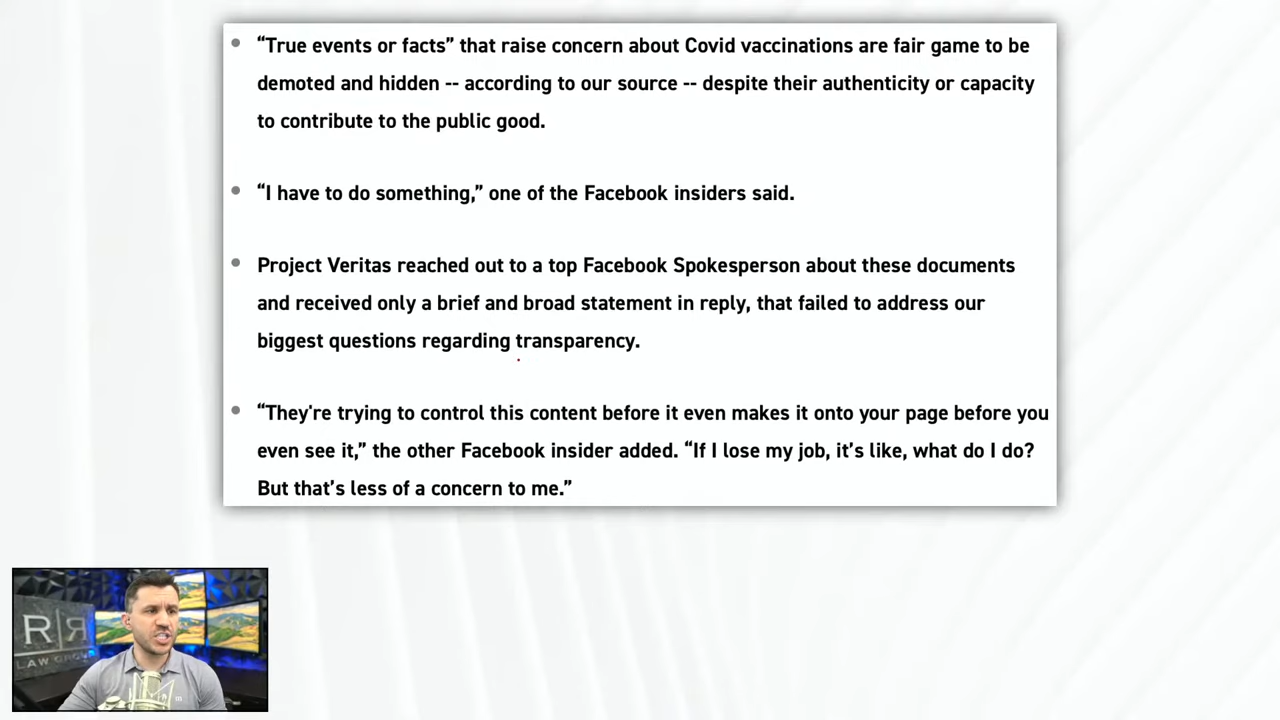 “True events or facts” that raise concern about Covid vaccinations are fair game to be
demoted and hidden -- according to our source -- despite their authenticity or capacity
to contribute to the public good.
“I have to do something,” one of the Facebook insiders said.
Project Veritas reached out to a top Facebook Spokesperson about these documents
and received only a brief and broad statement in reply, that failed to address our
biggest questions regarding transparency.
“They're trying to control this content before it even makes it onto your page before you
even see it,” the other Facebook insider added. “If I lose my job, it’s like, what do I do?
But that’s less of a concern to me.”
R|R
LAW GROUP